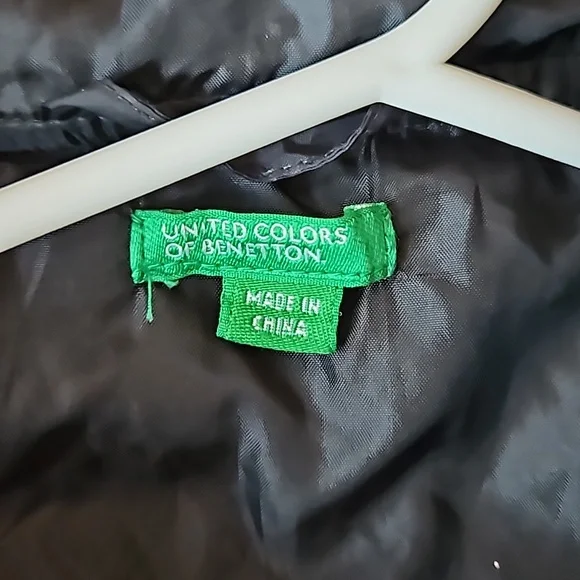 UNITED COLORS
OF BENETTON.
MADE IN
CHINA